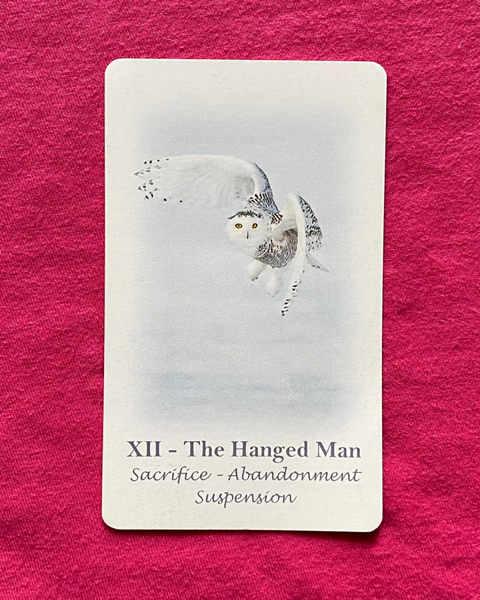 XII - The Hanged Man
Sacrifice - Abandonment
Suspension